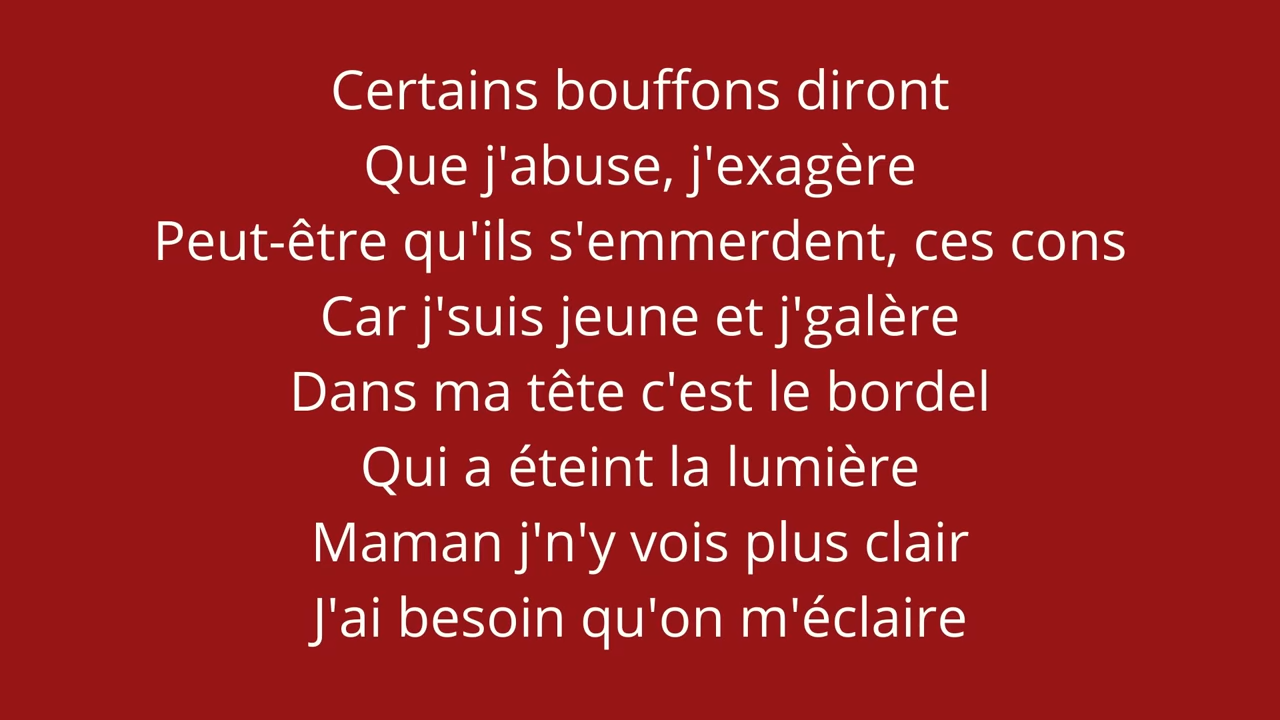 Certains bouffons diront
Que j'abuse, j'exagère
Peut-être qu'ils s'emmerdent, ces cons
Car j'suis jeune et j'galère
Dans ma tête c'est le bordel
Qui a éteint la lumière
Maman j'n'y vois plus clair
J'ai besoin qu'on m'éclaire